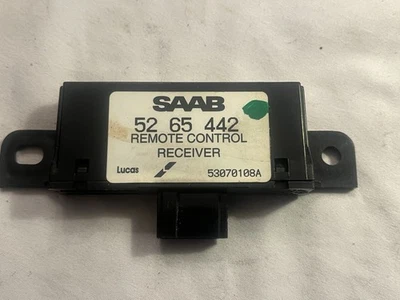 SAAB
52 65 442
REMOTE CONTROL
RECEIVER
Lucas 53070108A